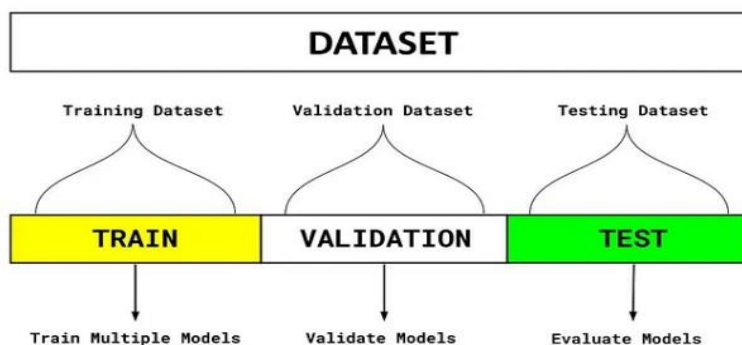 DATASET
Training Dataset
Validation Dataset
Testing Dataset
TRAIN
VALIDATION
TEST
Train Multiple Models
Validate Models
Evaluate Models